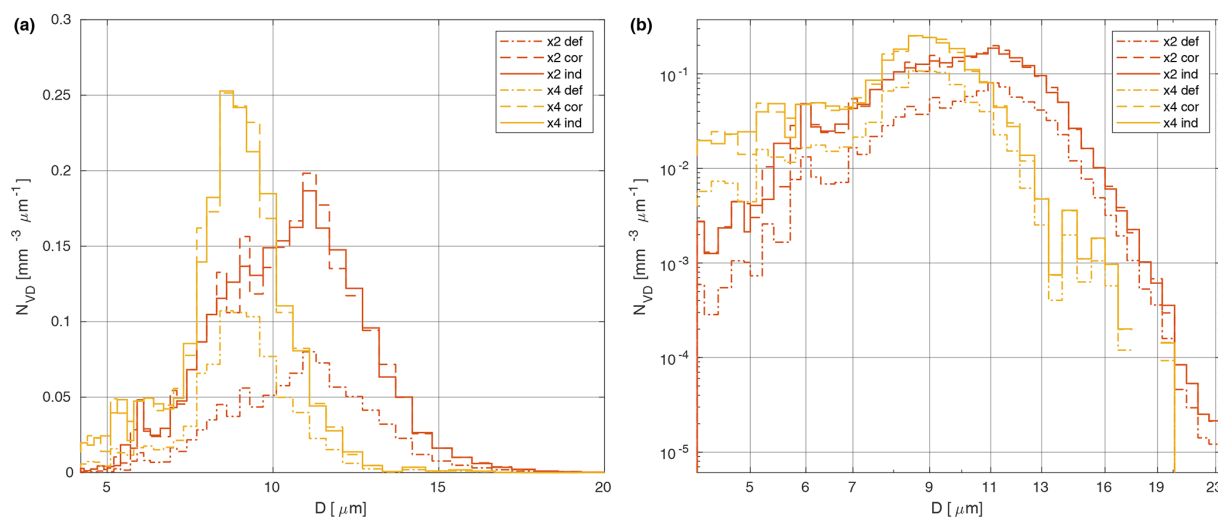 (a)
0.3
0.25
0.2
0.15
0.1
0.05
0
N_VD [mm^-3 μm^-1]
5
10
15
20
D [ μm]
x2 def
x2 cor
x2 ind
x4 def
x4 cor
x4 ind
(b)
10^-1
10^-2
10^-3
10^-4
10^-5
N_VD [mm^-3 μm^-1]
5
6
7
9
11
13
16
19
23
D [ μm]
x2 def
x2 cor
x2 ind
x4 def
x4 cor
x4 ind